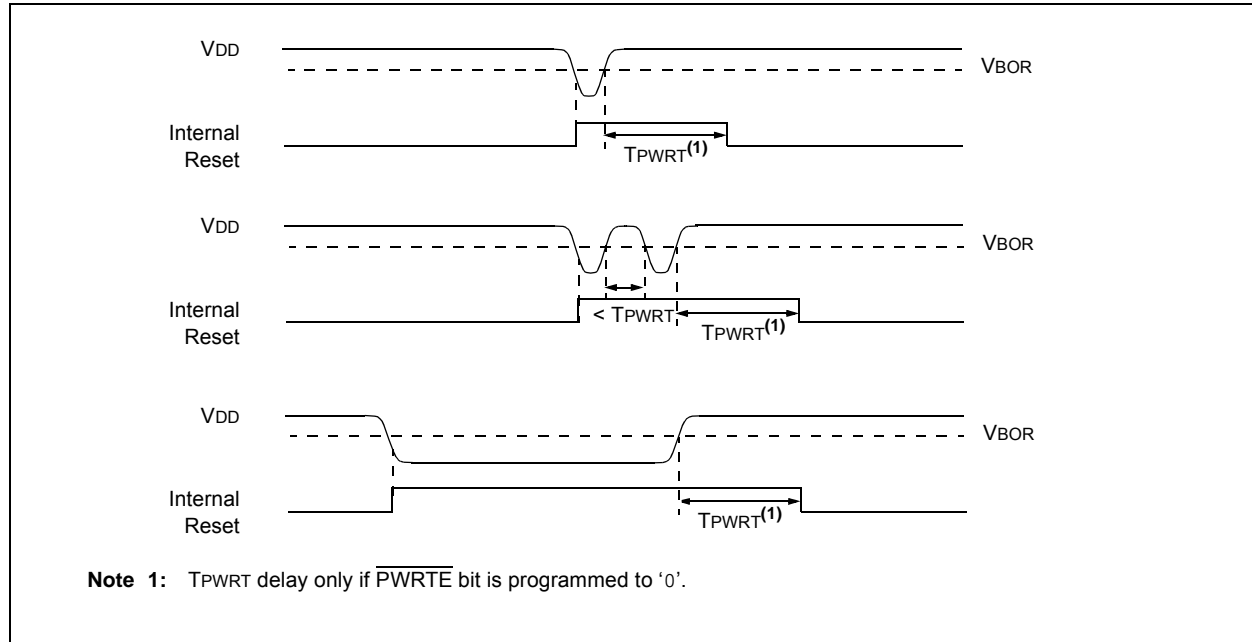 VDD
VBOR
Internal
Reset
TPWRT(1)
VDD
VBOR
Internal
Reset
< TPWRT
TPWRT(1)
VDD
VBOR
Internal
Reset
TPWRT(1)
Note 1: TPWRT delay only if PWRTE bit is programmed to ‘0’.